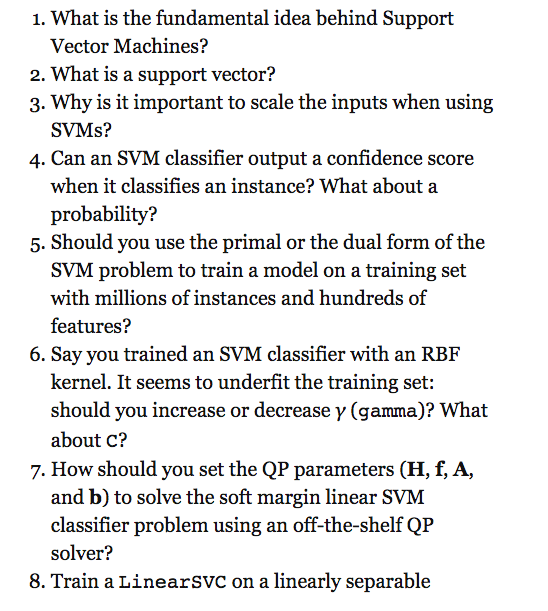 1. What is the fundamental idea behind Support
Vector Machines?
2. What is a support vector?
3. Why is it important to scale the inputs when using
SVMs?
4. Can an SVM classifier output a confidence score
when it classifies an instance? What about a
probability?
5. Should you use the primal or the dual form of the
SVM problem to train a model on a training set
with millions of instances and hundreds of
features?
6. Say you trained an SVM classifier with an RBF
kernel. It seems to underfit the training set:
should you increase or decrease γ (gamma)? What
about C?
7. How should you set the QP parameters (H, f, A,
and b) to solve the soft margin linear SVM
classifier problem using an off-the-shelf QP
solver?
8. Train a LinearSVC on a linearly separable